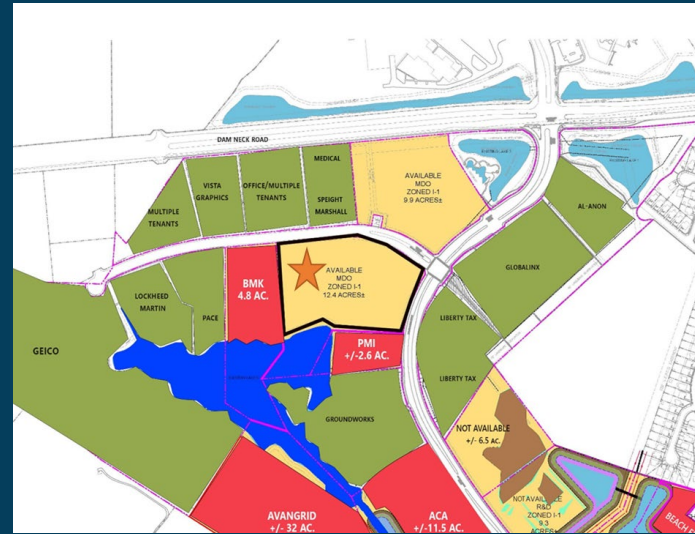 DAM NECK ROAD
MULTIPLE
TENANTS
VISTA
GRAPHICS
OFFICE/MULTIPLE
TENANTS
MEDICAL
SPEIGHT
MARSHALL
AVAILABLE
MDO
ZONED I-1
9.9 ACRES±
AL-ANON
GLOBALINX
LOCKHEED
MARTIN
PACE
BMK
4.8 AC.
AVAILABLE
MDO
ZONED I-1
12.4 ACRES±
LIBERTY TAX
GEICO
PMI
+/-2.6 AC.
LIBERTY TAX
GROUNDWORKS
NOT AVAILABLE
+/- 6.5 AC.
NOT AVAILABLE
R&D
ZONED I-1
9.3
AVANGRID
+/- 32 AC.
ACA
+/-11.5 AC.
BEACH